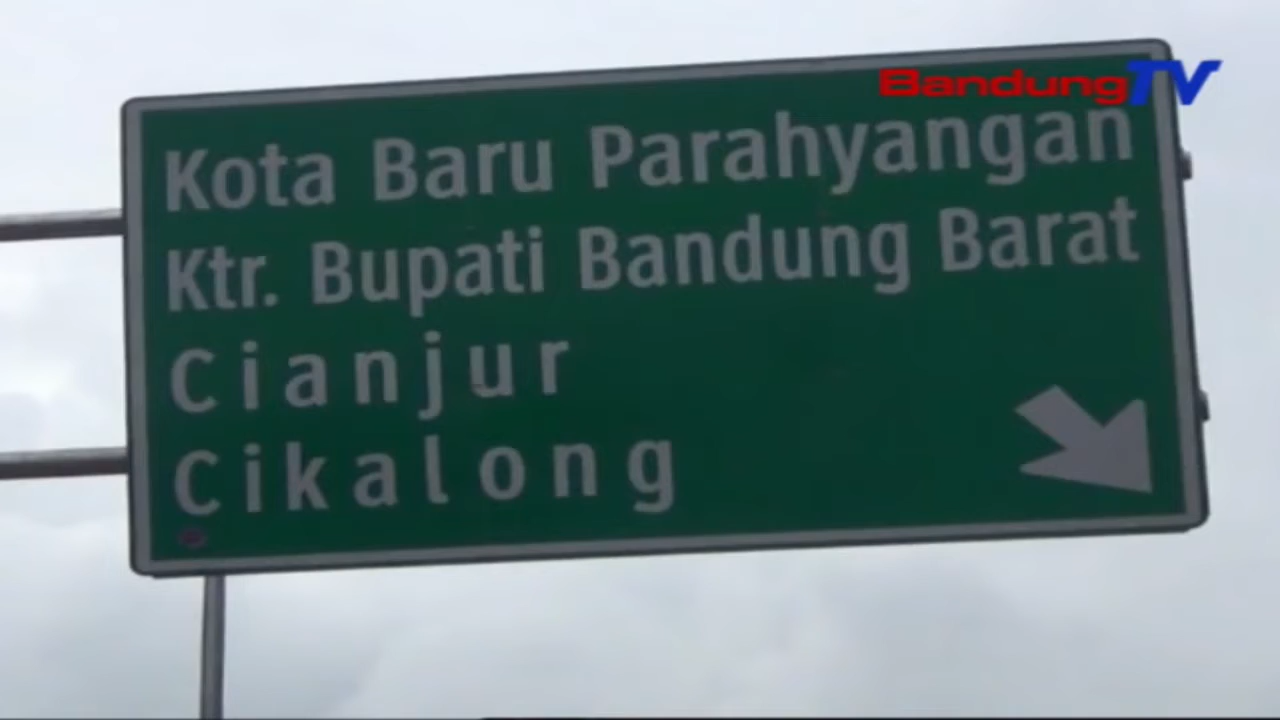 BandungTV
Kota Baru Parahyangan
Ktr. Bupati Bandung Barat
Cianjur
Cikalong